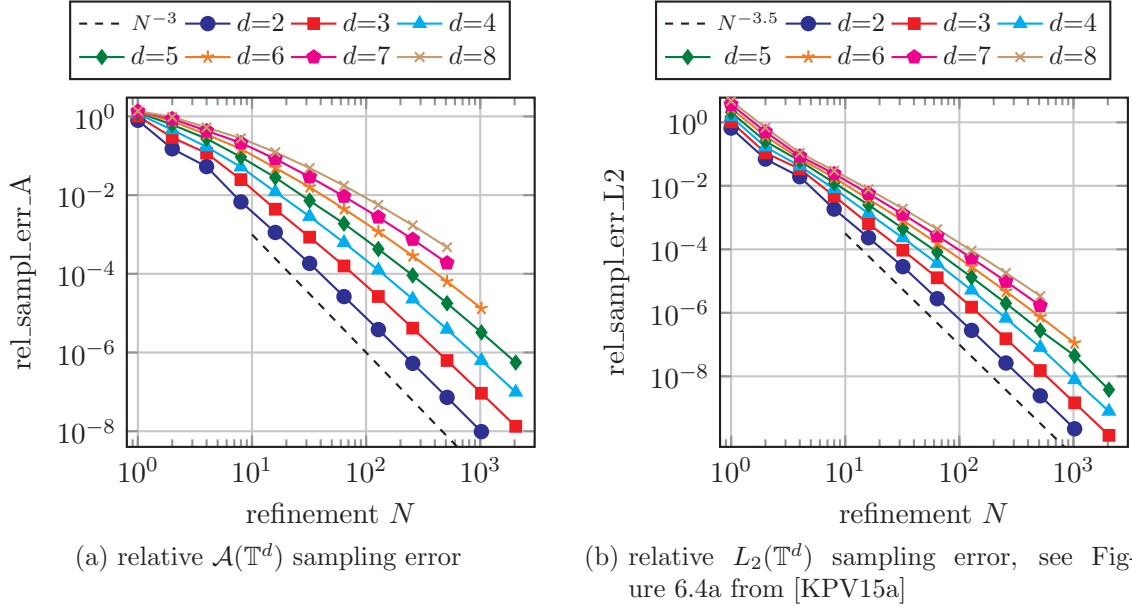 N^{−3} d=2 d=3 d=4
d=5 d=6 d=7 d=8
10^0
10^{−2}
10^{−4}
10^{−6}
10^{−8}
rel_sampl_err_A
10^0 10^1 10^2 10^3
refinement N
(a) relative 𝒜(𝕋^d) sampling error
N^{−3.5} d=2 d=3 d=4
d=5 d=6 d=7 d=8
10^0
10^{−2}
10^{−4}
10^{−6}
10^{−8}
rel_sampl_err_L2
10^0 10^1 10^2 10^3
refinement N
(b) relative L_2(𝕋^d) sampling error, see Fig-
ure 6.4a from [KPV15a]